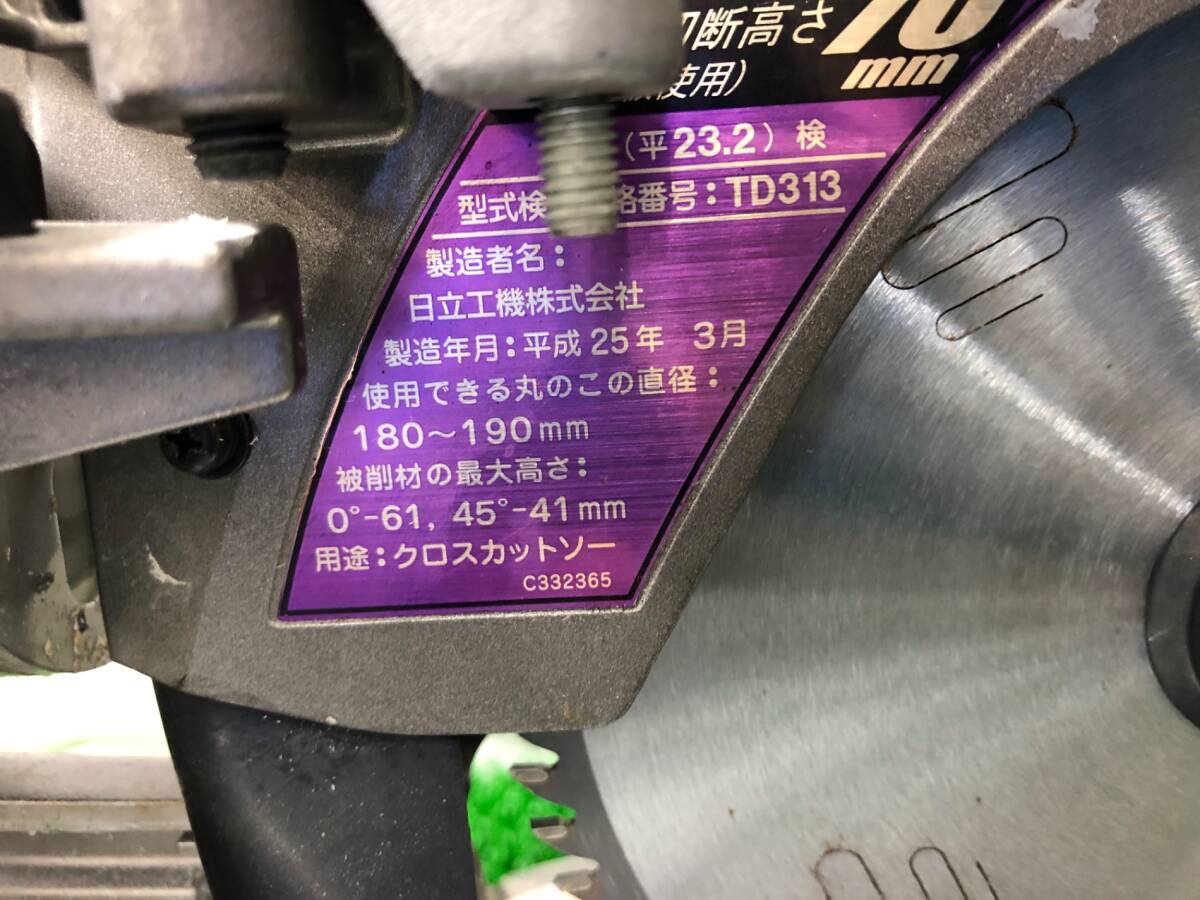 切断高さ70
mm
使用）
（平23.2）検
型式検 格番号：TD313
製造者名：
日立工機株式会社
製造年月：平成25年 3月
使用できる丸のこの直径：
180～190mm
被削材の最大高さ：
0°-61, 45°-41mm
用途：クロスカットソー
C332365